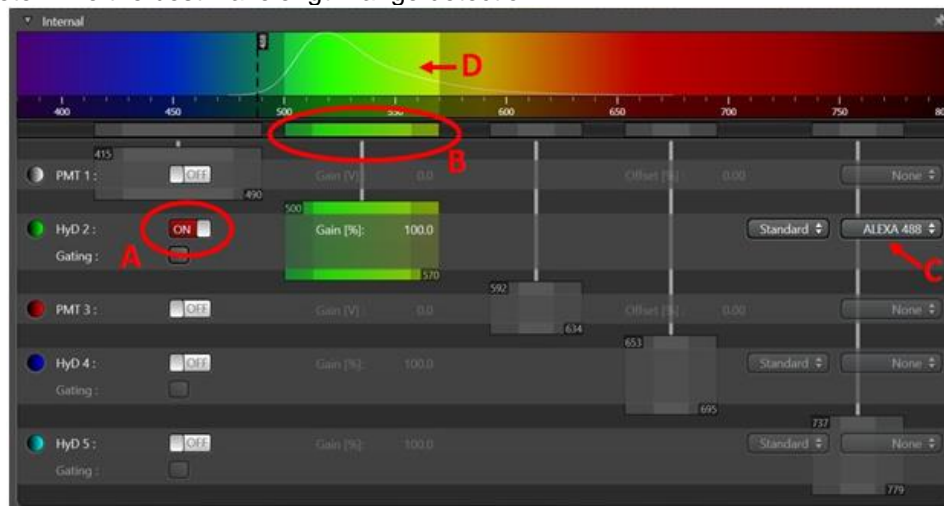 Internal
488
D
400 450 500 550 600 650 700 750
B
415
PMT 1 : OFF Gain [V]: 0.0 Offset [%]: 0.00 None
490
500
HyD 2 : ON Gain [%]: 100.0 Standard ALEXA 488
Gating :
A
C
570
592
PMT 3 : OFF Gain [V] : 0.0 0.00 None
634
653
HyD 4 : OFF Gain [%]: 100.0 Standard None
Gating :
695
737
HyD 5 : OFF Gain [%]: 100.0 Standard None
Gating :
779